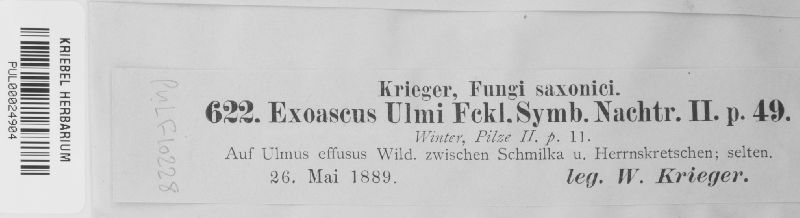 KRIEBEL HERBARIUM
PUL00024904
PUL F16228
Krieger, Fungi saxonici.
622. Exoascus Ulmi Fckl. Symb. Nachtr. II. p. 49.
Winter, Pilze II. p. 11.
Auf Ulmus effusus Wild. zwischen Schmilka u. Herrnskretschen; selten.
26. Mai 1889.
leg. W. Krieger.